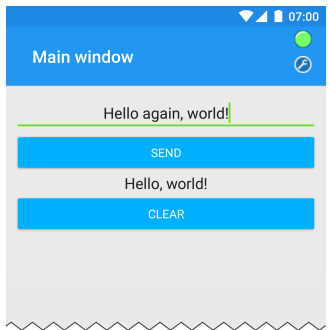 07:00
Main window
Hello again, world!
SEND
Hello, world!
CLEAR